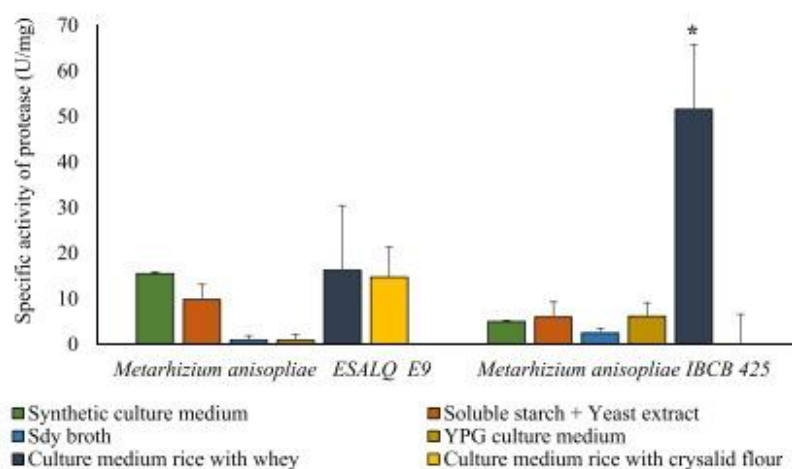 Specific activity of protease (U/mg)
70
60
50
40
30
20
10
0
*
Metarhizium anisopliae ESALQ E9
Metarhizium anisopliae IBCB 425
Synthetic culture medium
Soluble starch + Yeast extract
Sdy broth
YPG culture medium
Culture medium rice with whey
Culture medium rice with crysalid flour